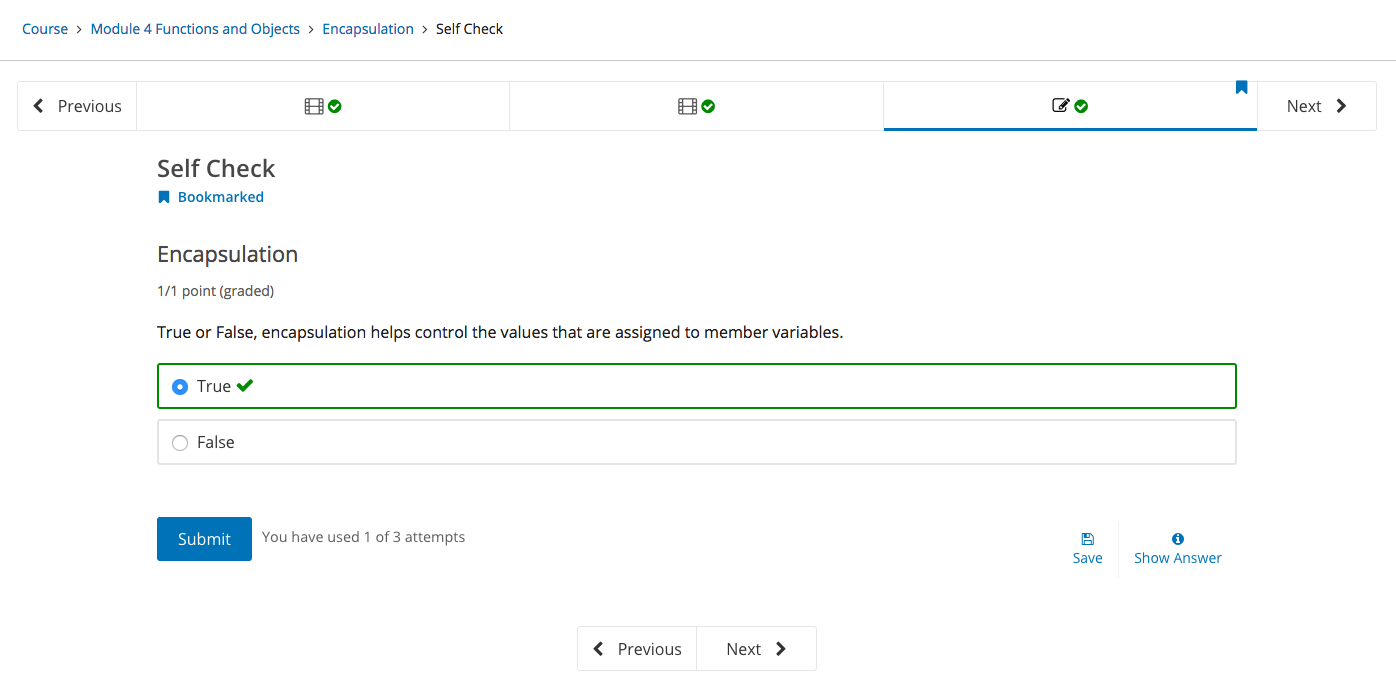 Course > Module 4 Functions and Objects > Encapsulation > Self Check
Previous
Next
Self Check
Bookmarked
Encapsulation
1/1 point (graded)
True or False, encapsulation helps control the values that are assigned to member variables.
True
False
Submit You have used 1 of 3 attempts
Save
Show Answer
Previous
Next